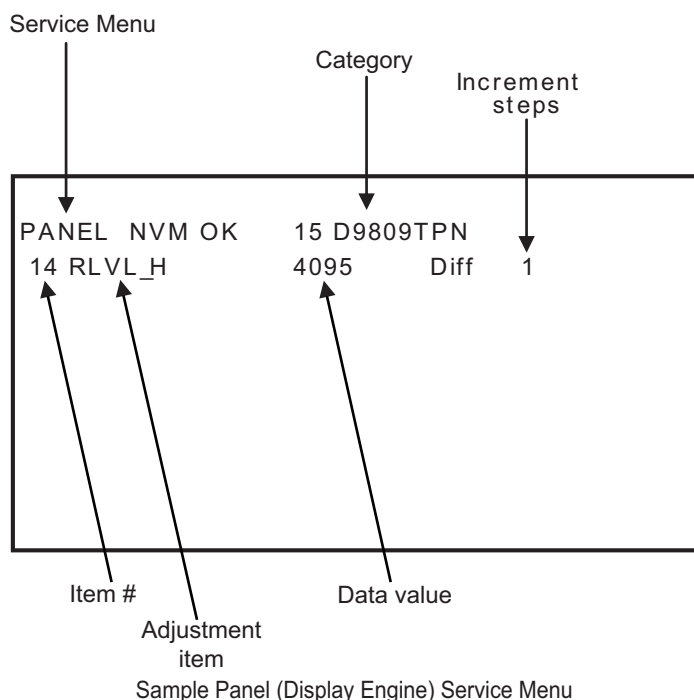 Service Menu
Category
Increment
steps
PANEL NVM OK 15 D9809TPN
14 RLVL_H 4095 Diff 1
Item #
Data value
Adjustment
item
Sample Panel (Display Engine) Service Menu